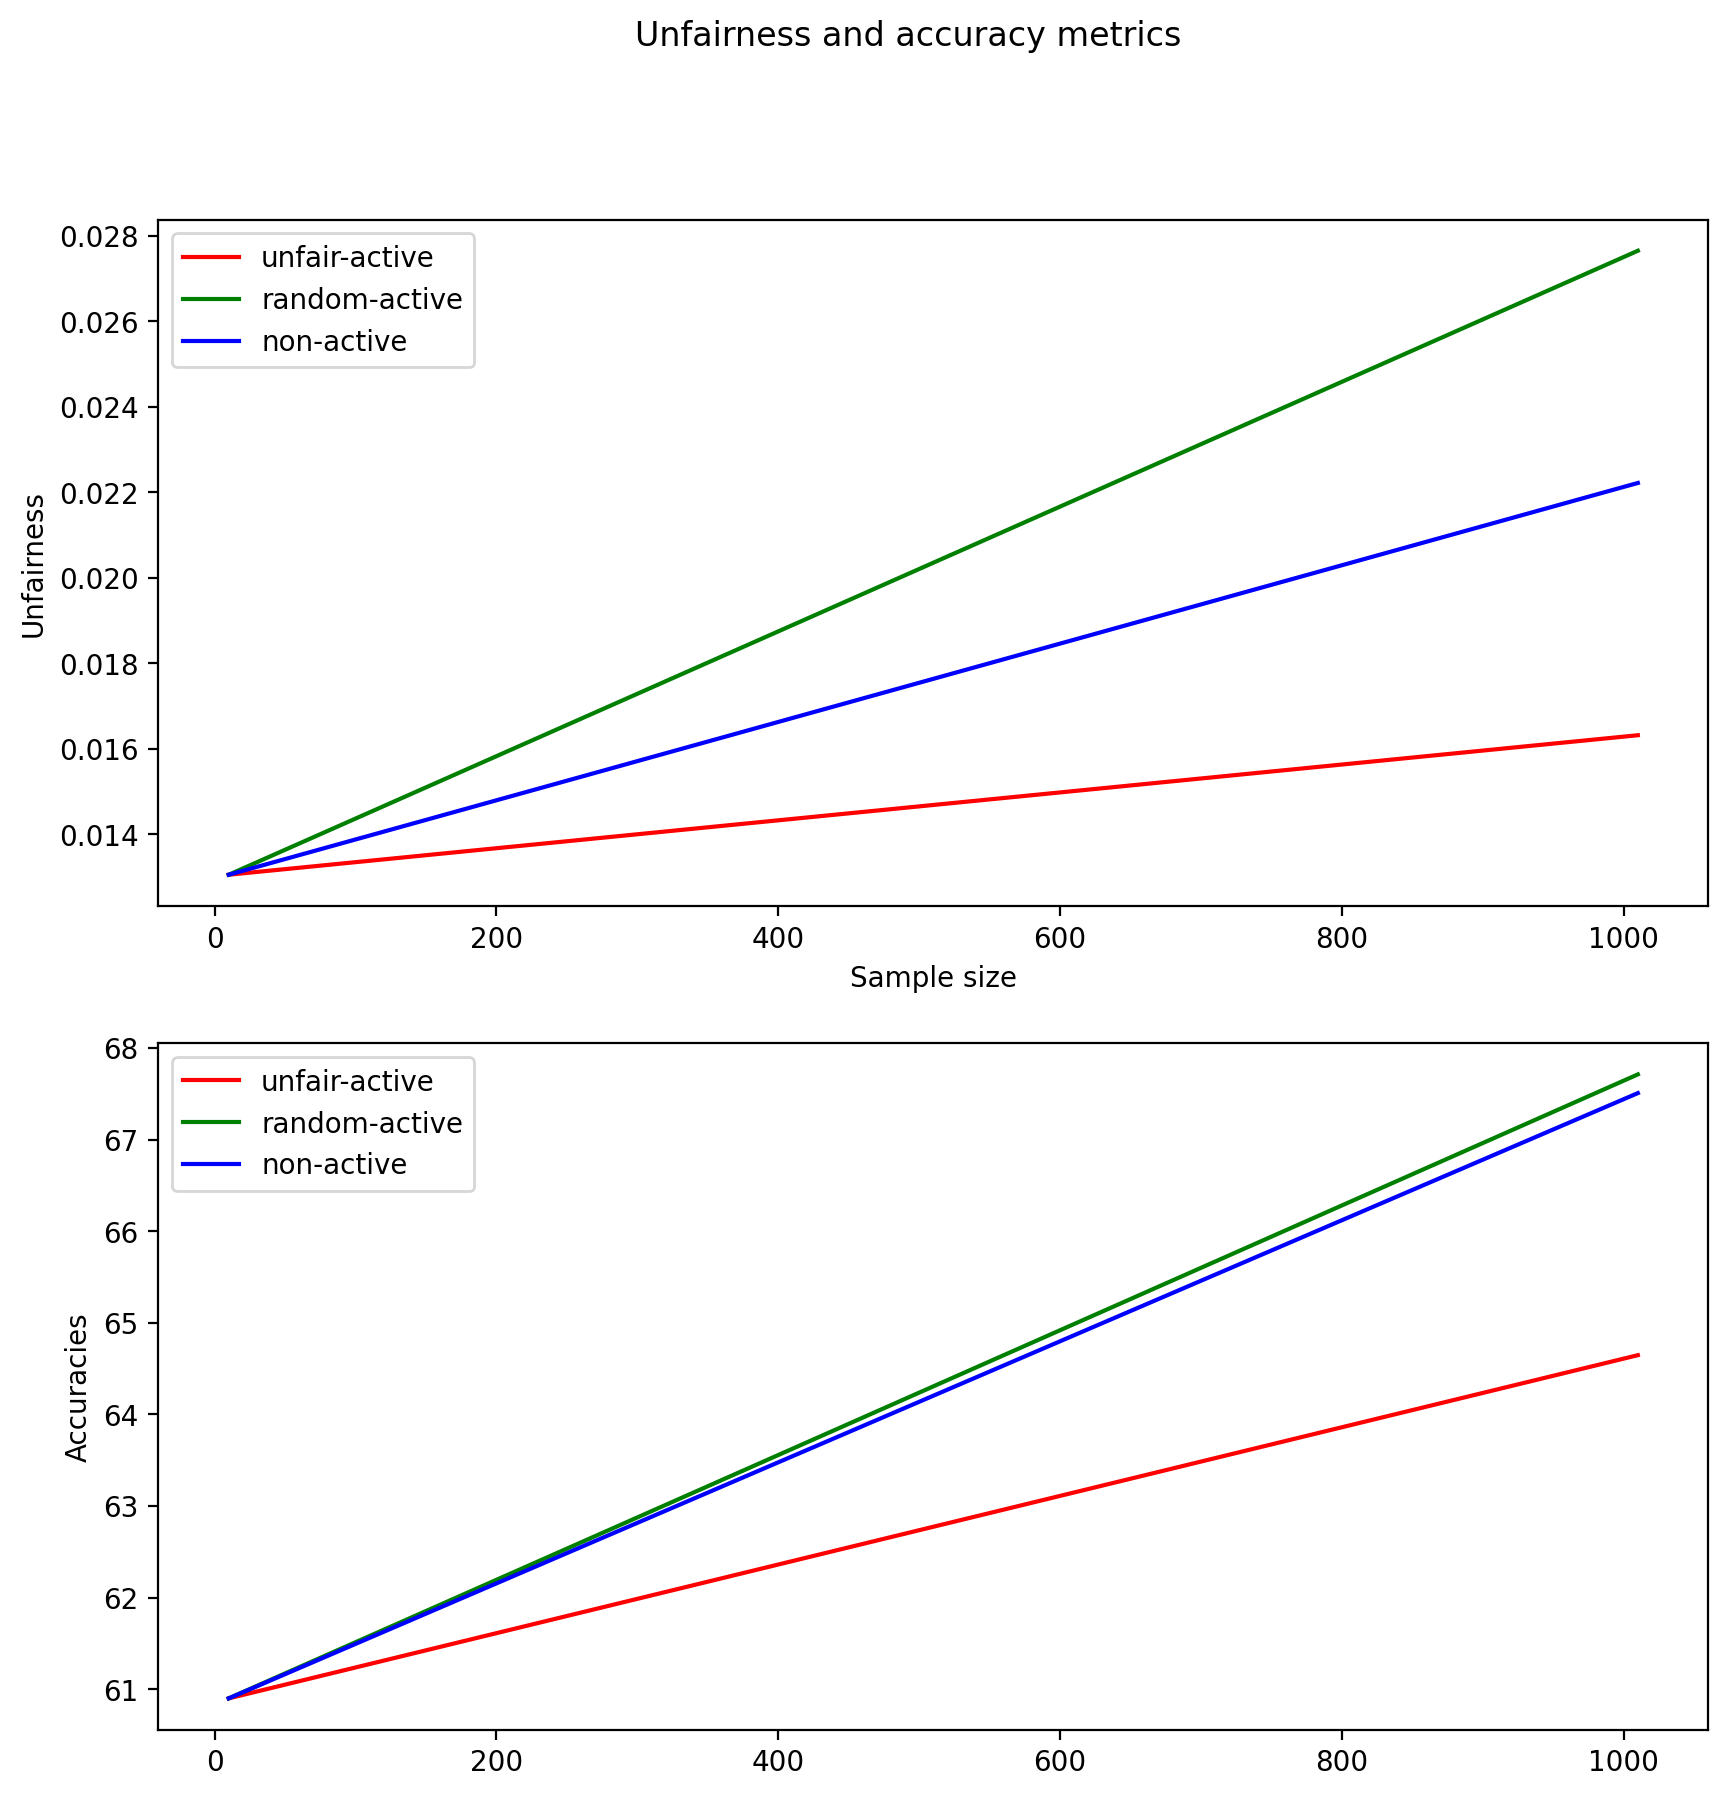 Unfairness and accuracy metrics
unfair-active
random-active
non-active
0.028
0.026
0.024
0.022
0.020
0.018
0.016
0.014
Unfairness
0 200 400 600 800 1000
Sample size
unfair-active
random-active
non-active
68
67
66
65
64
63
62
61
Accuracies
0 200 400 600 800 1000